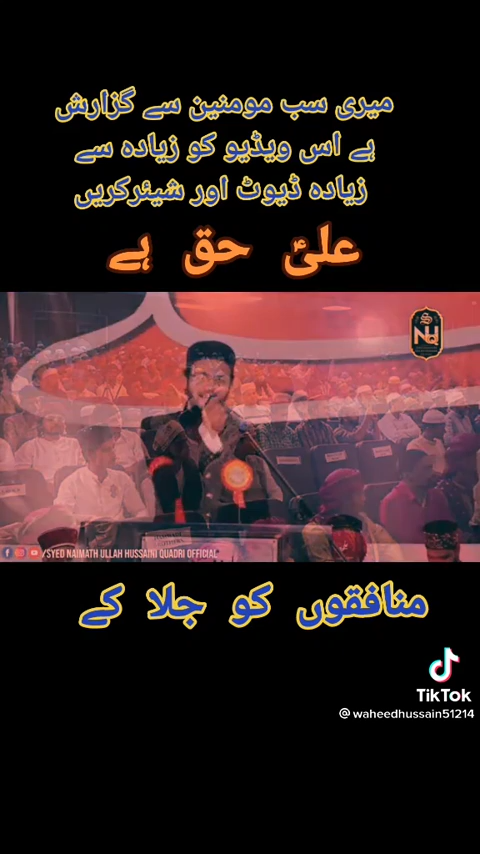 میری سب مومنین سے گزارش
ہے اس ویڈیو کو زیادہ سے
زیادہ ڈیوٹ اور شیئرکریں
علیؑ حق ہے
NQ
/SYED NAIMATH ULLAH HUSSAINI QUADRI OFFICIAL
منافقوں کو جلا کے
TikTok
@waheedhussain51214